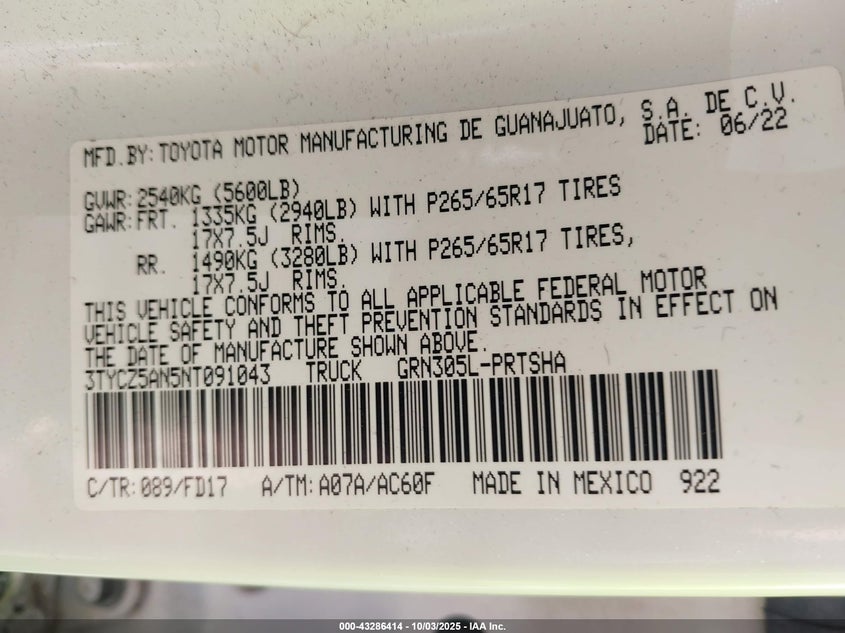 MFD.BY:TOYOTA MOTOR MANUFACTURING DE GUANAJUATO, S.A. DE C.V.
DATE: 06/22
GVWR:2540KG (5600LB)
GAWR:FRT. 1335KG (2940LB) WITH P265/65R17 TIRES
17X7.5J RIMS.
RR. 1490KG (3280LB) WITH P265/65R17 TIRES,
17X7.5J RIMS.
THIS VEHICLE CONFORMS TO ALL APPLICABLE FEDERAL MOTOR
VEHICLE SAFETY AND THEFT PREVENTION STANDARDS IN EFFECT ON
THE DATE OF MANUFACTURE SHOWN ABOVE.
3TYCZ5AN5NT091043 TRUCK GRN305L-PRTSHA
C/TR:089/FD17 A/TM:A07A/AC60F MADE IN MEXICO 922
000-43286414 - 10/03/2025 - IAA Inc.